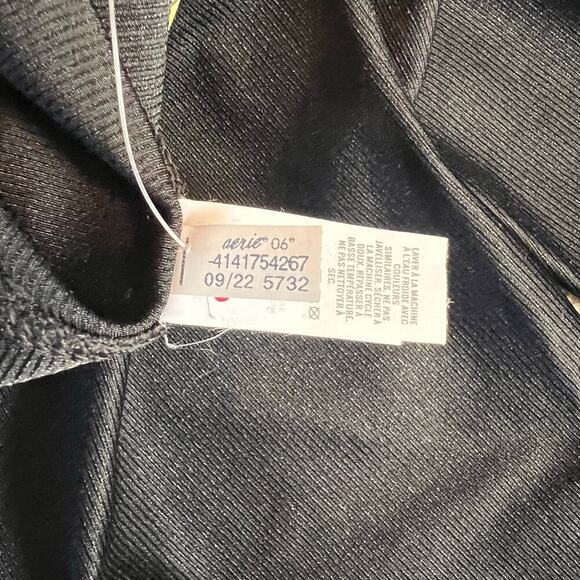 aerie® 06®
-4141754267
09/22 5732
LAVER À LA MACHINE
À L'EAU FROIDE AVEC
COULEURS
SIMILAIRES, NE PAS
JAVELLISER, SÉCHER À
LA MACHINE CYCLE
DOUX, REPASSER À
BASSE TEMPÉRATURE,
NE PAS NETTOYER À
SEC.